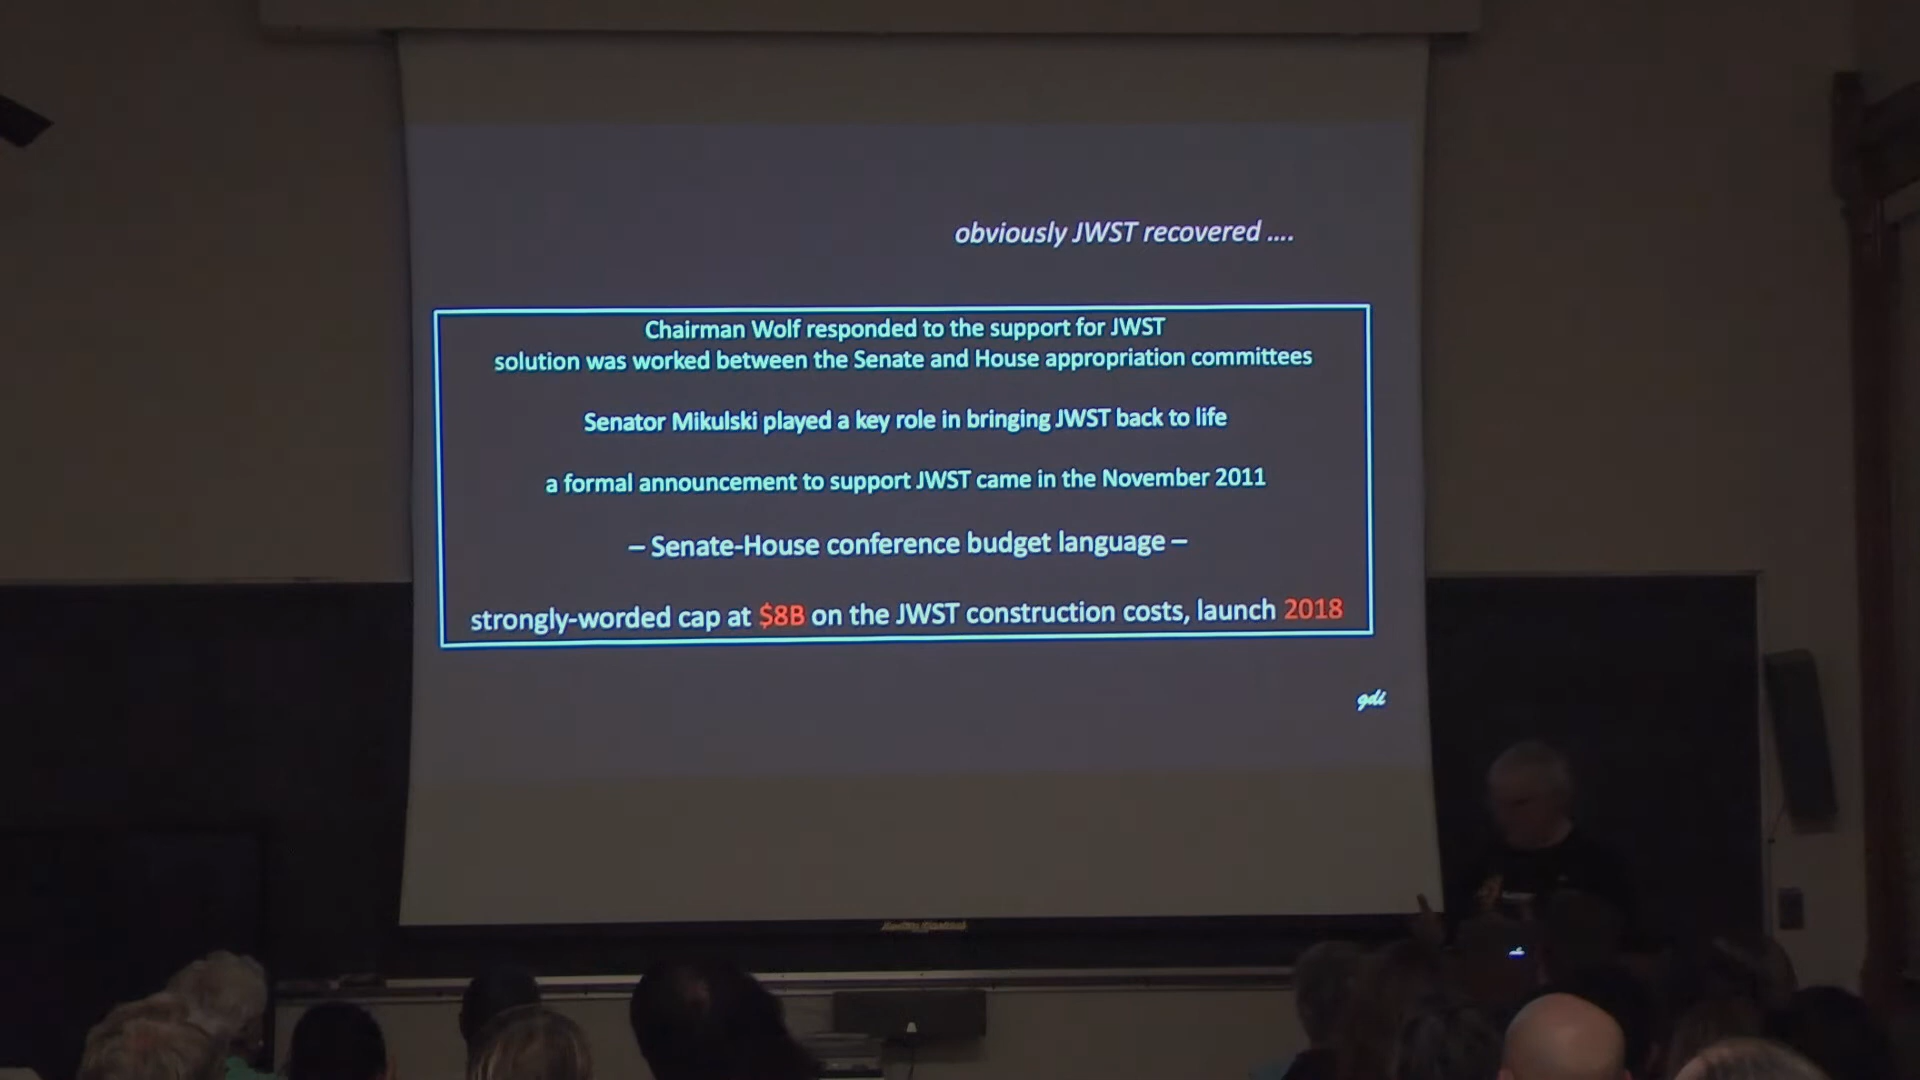 obviously JWST recovered ....
Chairman Wolf responded to the support for JWST
solution was worked between the Senate and House appropriation committees
Senator Mikulski played a key role in bringing JWST back to life
a formal announcement to support JWST came in the November 2011
– Senate-House conference budget language –
strongly-worded cap at $8B on the JWST construction costs, launch 2018
gdi